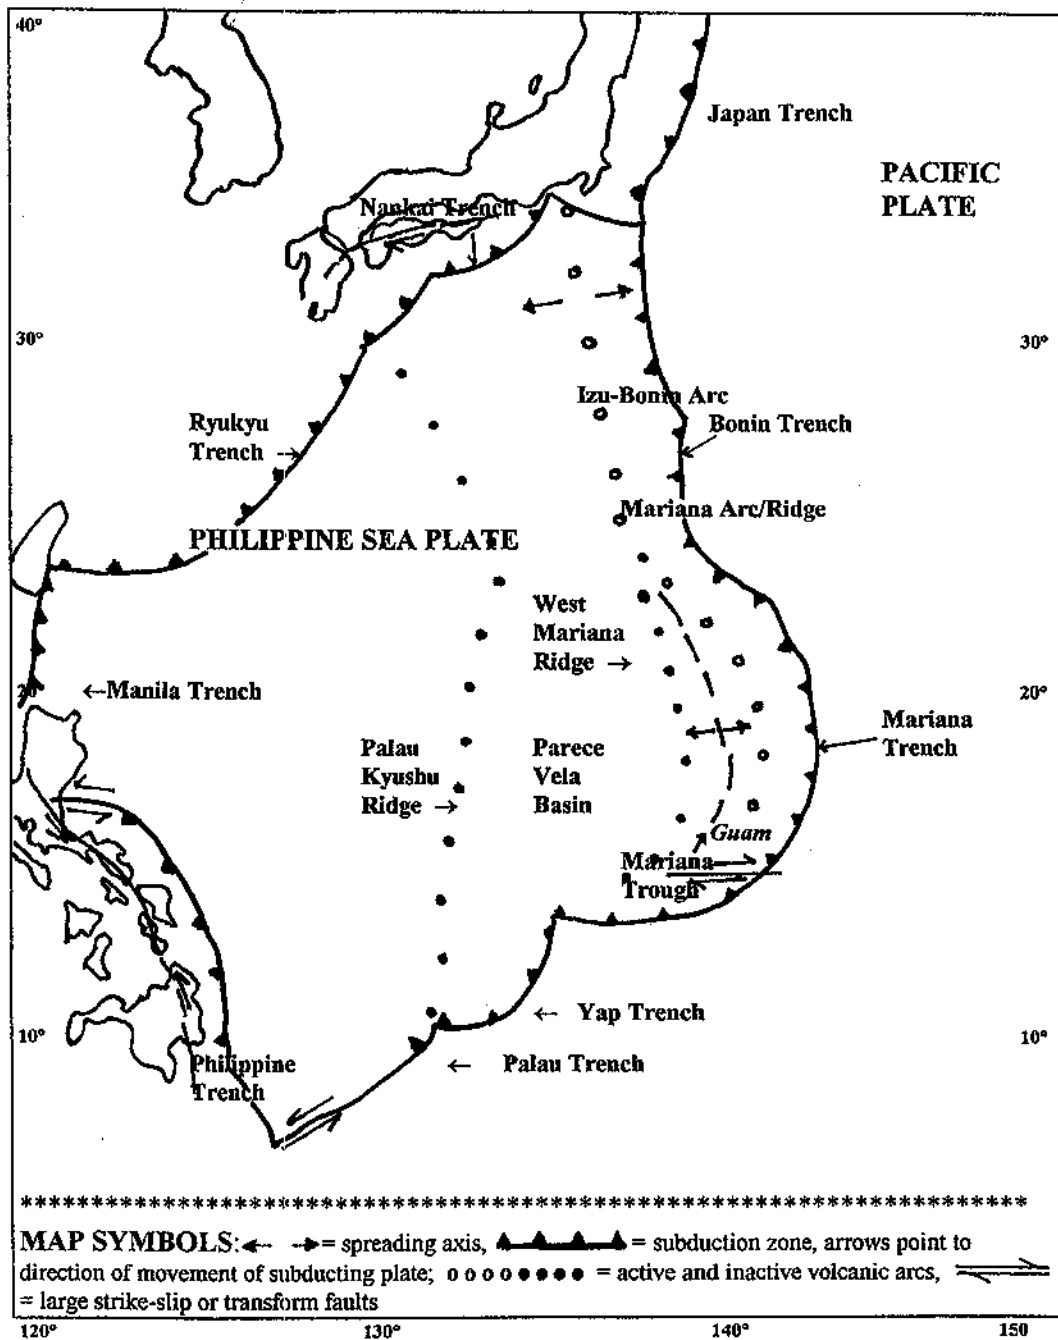 40°
Japan Trench
PACIFIC
PLATE
Nankai Trench
30°
30°
Izu-Bonin Arc
Ryukyu
Trench →
Bonin Trench
Mariana Arc/Ridge
PHILIPPINE SEA PLATE
West
Mariana
Ridge →
20°
←Manila Trench
20°
Mariana
Trench
Palau
Kyushu
Ridge →
Parece
Vela
Basin
Guam
Mariana
Trough
← Yap Trench
10°
10°
Philippine
Trench
← Palau Trench
MAP SYMBOLS: = spreading axis, = subduction zone, arrows point to
direction of movement of subducting plate; = active and inactive volcanic arcs,
= large strike-slip or transform faults
120°
130°
140°
150